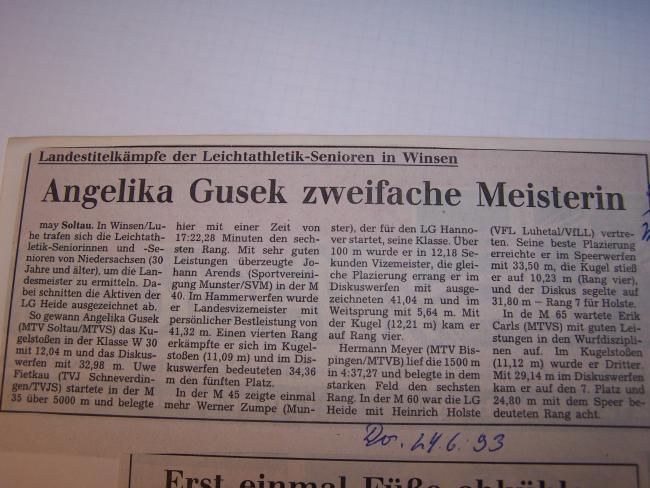 Landestitelkämpfe der Leichtathletik-Senioren in Winsen
Angelika Gusek zweifache Meisterin
may Soltau. In Winsen/Lu-
he trafen sich die Leichtath-
letik-Seniorinnen und -Se-
nioren von Niedersachsen (30
Jahre und älter), um die Lan-
desmeister zu ermitteln. Da-
bei schnitten die Aktiven der
LG Heide ausgezeichnet ab.
So gewann Angelika Gusek
(MTV Soltau/MTVS) das Ku-
gelstoßen in der Klasse W 30
mit 12,04 m und das Diskus-
werfen mit 32,98 m. Uwe
Fietkau (TVJ Schneverdin-
gen/TVJS) startete in der M
35 über 5000 m und belegte
hier mit einer Zeit von
17:22,28 Minuten den sech-
sten Rang. Mit sehr guten
Leistungen überzeugte Jo-
hann Arends (Sportvereini-
gung Munster/SVM) in der M
40. Im Hammerwerfen wurde
er Landesvizemeister mit
persönlicher Bestleistung von
41,32 m. Einen vierten Rang
erkämpfte er sich im Kugel-
stoßen (11,09 m) und im Dis-
kuswerfen bedeuteten 34,36
m den fünften Platz.
In der M 45 zeigte einmal
mehr Werner Zumpe (Mun-
ster), der für den LG Hanno-
ver startet, seine Klasse. Über
100 m wurde er in 12,18 Se-
kunden Vizemeister, die glei-
che Plazierung errang er im
Diskuswerfen mit ausge-
zeichneten 41,04 m und im
Weitsprung mit 5,64 m. Mit
der Kugel (12,21 m) kam er
auf Rang vier.
Hermann Meyer (MTV Bis-
pingen/MTVB) lief die 1500 m
in 4:37,27 und belegte in dem
starken Feld den sechsten
Rang. In der M 60 war die LG
Heide mit Heinrich Holste
(VFL Luhetal/VfLL) vertre-
ten. Seine beste Plazierung
erreichte er im Speerwerfen
mit 33,50 m, die Kugel stieß
er auf 10,23 m (Rang vier),
und der Diskus segelte auf
31,80 m – Rang 7 für Holste.
In de M 65 wartete Erik
Carls (MTVS) mit guten Lei-
stungen in den Wurfdiszipli-
nen auf. Im Kugelstoßen
(11,12 m) wurde er Dritter.
Mit 29,14 m im Diskuswerfen
kam er auf den 7. Platz und
24,80 m mit dem Speer be-
deuteten Rang acht.
Do. 24.6.93
Erst einmal Füße abkühlen